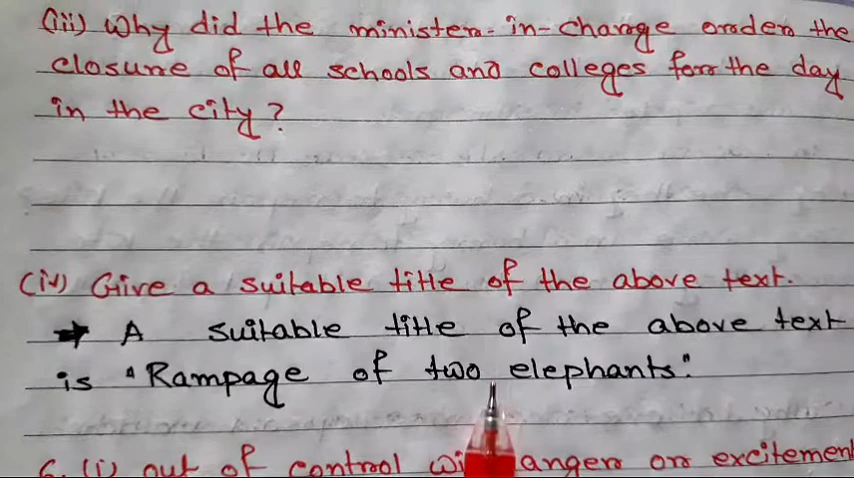 (iii) Why did the minister-in-charge order the
closure of all schools and colleges for the day
in the city?
(iv) Give a suitable title of the above text.
→ A suitable title of the above text
is "Rampage of two elephants."
6. (i) out of control anger or excitement